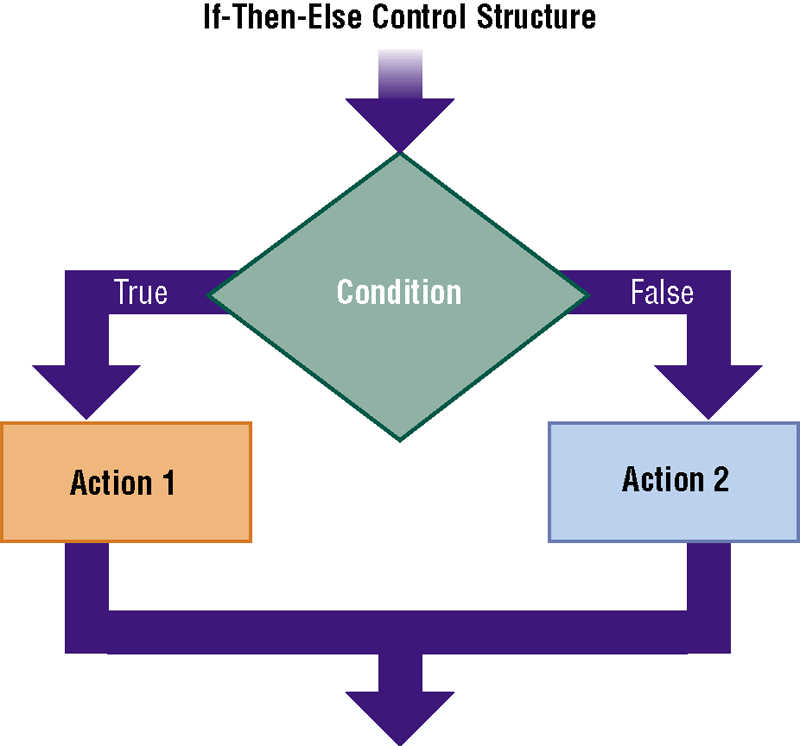 If-Then-Else Control Structure
True
Condition
False
Action 1
Action 2